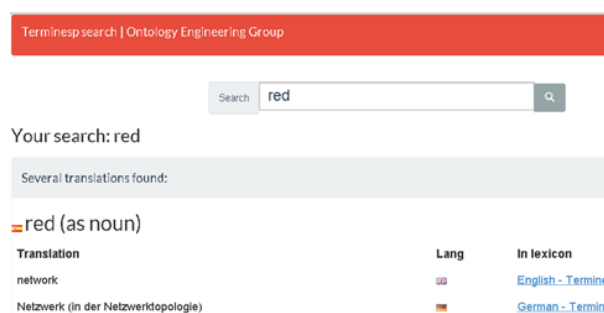 Terminesp search | Ontology Engineering Group
Search red
Your search: red
Several translations found:
red (as noun)
Translation Lang In lexicon
network English - Termine
Netzwerk (in der Netzwerktopologie) German - Termin